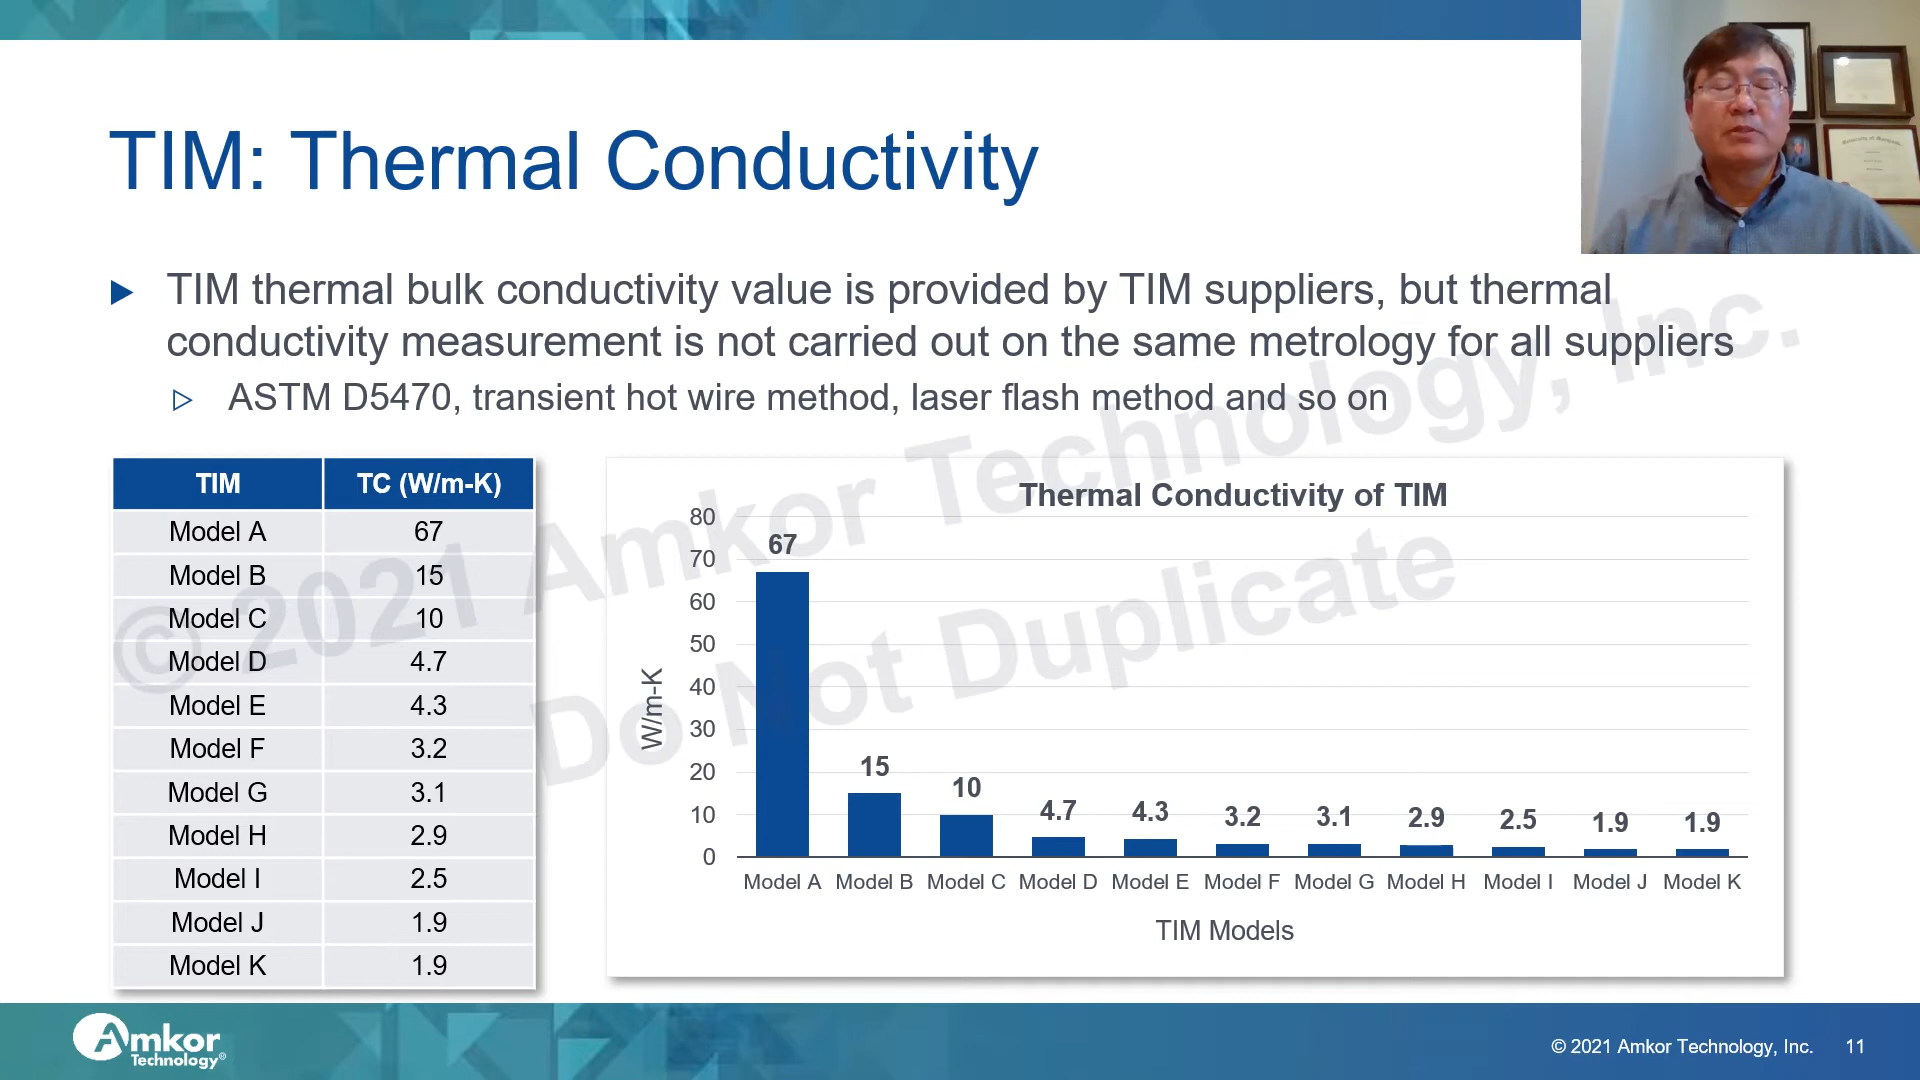 TIM: Thermal Conductivity
TIM thermal bulk conductivity value is provided by TIM suppliers, but thermal
conductivity measurement is not carried out on the same metrology for all suppliers
ASTM D5470, transient hot wire method, laser flash method and so on
TIM TC (W/m-K)
Model A 67
Model B 15
Model C 10
Model D 4.7
Model E 4.3
Model F 3.2
Model G 3.1
Model H 2.9
Model I 2.5
Model J 1.9
Model K 1.9
Thermal Conductivity of TIM
80
70
60
50
40
30
20
10
0
W/m-K
67 15 10 4.7 4.3 3.2 3.1 2.9 2.5 1.9 1.9
Model A Model B Model C Model D Model E Model F Model G Model H Model I Model J Model K
TIM Models
© 2021 Amkor Technology, Inc.
Do Not Duplicate
Amkor
Technology®
© 2021 Amkor Technology, Inc. 11